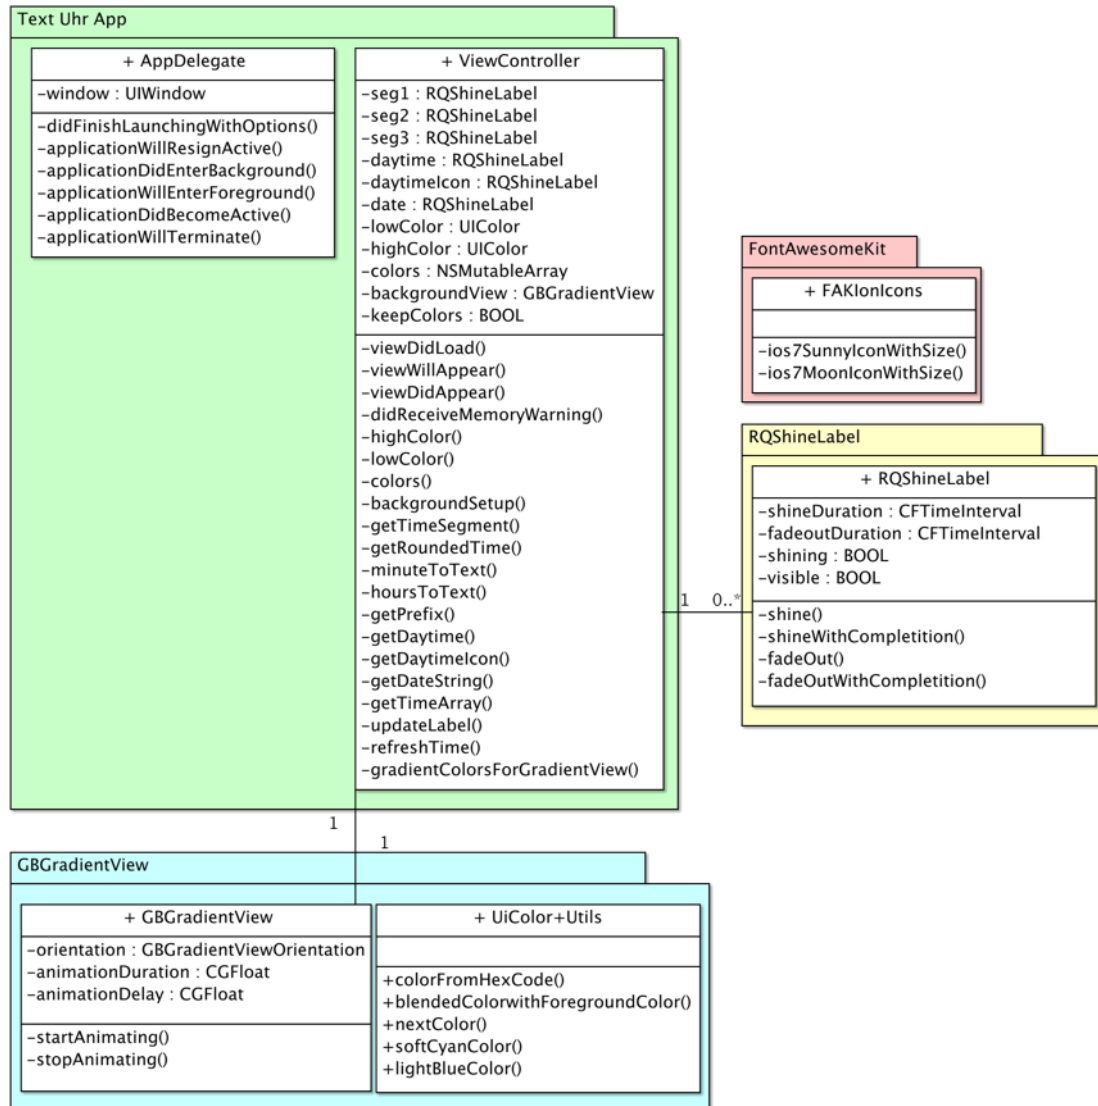 Text Uhr App
+ AppDelegate
-window : UIWindow
-didFinishLaunchingWithOptions()
-applicationWillResignActive()
-applicationDidEnterBackground()
-applicationWillEnterForeground()
-applicationDidBecomeActive()
-applicationWillTerminate()
+ ViewController
-seg1 : RQShineLabel
-seg2 : RQShineLabel
-seg3 : RQShineLabel
-daytime : RQShineLabel
-daytimeIcon : RQShineLabel
-date : RQShineLabel
-lowColor : UIColor
-highColor : UIColor
-colors : NSMutableArray
-backgroundView : GBGradientView
-keepColors : BOOL
-viewDidLoad()
-viewWillAppear()
-viewDidAppear()
-didReceiveMemoryWarning()
-highColor()
-lowColor()
-colors()
-backgroundSetup()
-getTimeSegment()
-getRoundedTime()
-minuteToText()
-hoursToText()
-getPrefix()
-getDaytime()
-getDaytimeIcon()
-getDateString()
-getTimeArray()
-updateLabel()
-refreshTime()
-gradientColorsForGradientView()
FontAwesomeKit
+ FAKIonIcons
-ios7SunnyIconWithSize()
-ios7MoonIconWithSize()
RQShineLabel
+ RQShineLabel
-shineDuration : CFTimeInterval
-fadeoutDuration : CFTimeInterval
-shining : BOOL
-visible : BOOL
-shine()
-shineWithCompletition()
-fadeOut()
-fadeOutWithCompletition()
1 0..*
1
1
GBGradientView
+ GBGradientView
-orientation : GBGradientViewOrientation
-animationDuration : CGFloat
-animationDelay : CGFloat
-startAnimating()
-stopAnimating()
+ UiColor+Utils
+colorFromHexCode()
+blendedColorwithForegroundColor()
+nextColor()
+softCyanColor()
+lightBlueColor()